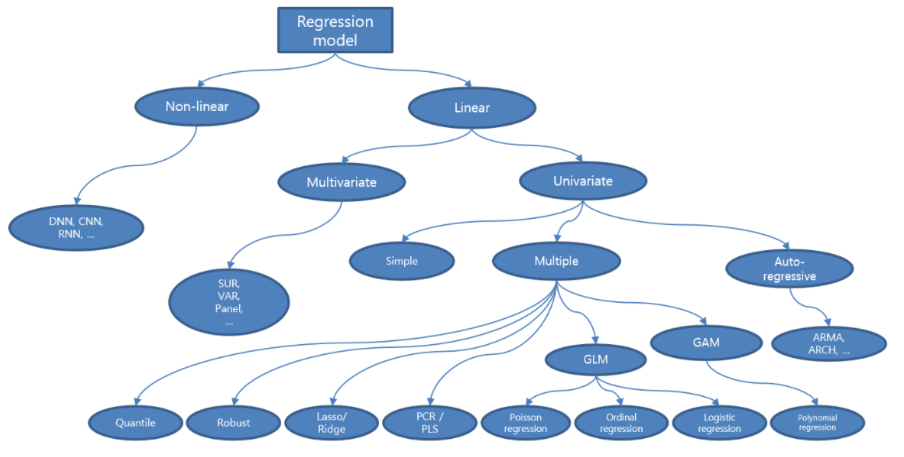 Regression
model
Non-linear
Linear
Multivariate
Univariate
DNN, CNN,
RNN, ...
SUR,
VAR,
Panel,
...
Simple
Multiple
Auto-
regressive
GLM
GAM
ARMA,
ARCH, ...
Quantile
Robust
Lasso/
Ridge
PCR /
PLS
Poisson
regression
Ordinal
regression
Logistic
regression
Polynomial
regression